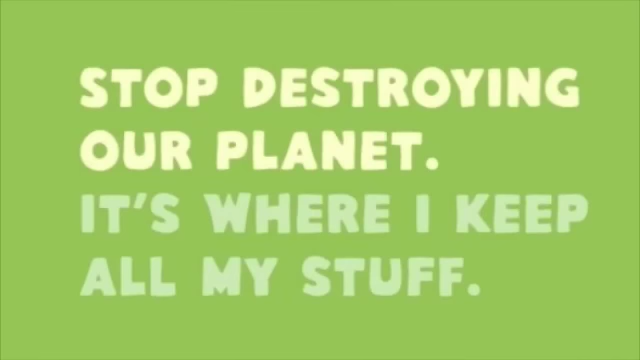 STOP DESTROYING
OUR PLANET.
IT'S WHERE I KEEP
ALL MY STUFF.